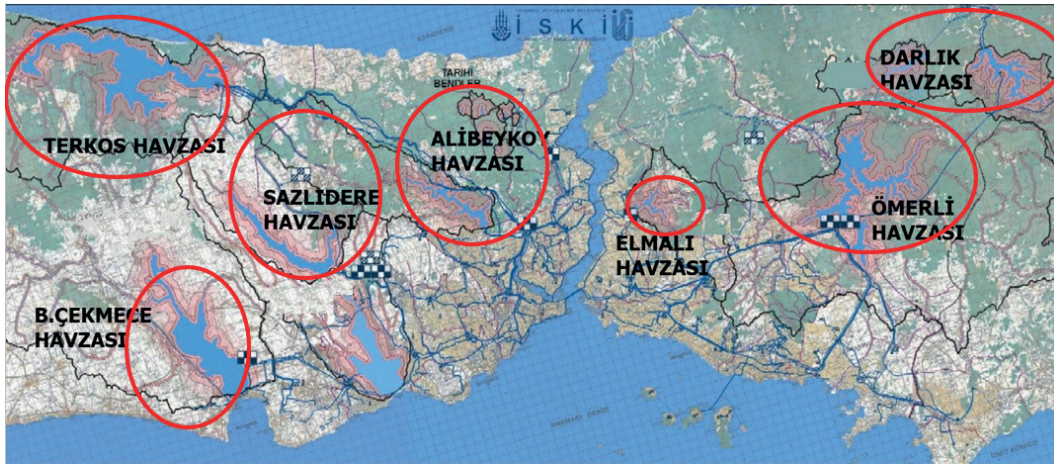 İSKİ
KARADENİZ
DARLIK
HAVZASI
TARİHİ
BENDLER
TERKOS HAVZASI
ALİBEYKOY
HAVZASI
SAZLIDERE
HAVZASI
ÖMERLİ
HAVZASI
ELMALI
HAVZASI
B.ÇEKMECE
HAVZASI
MARMARA DENİZİ
İZMİT KÖRFEZİ